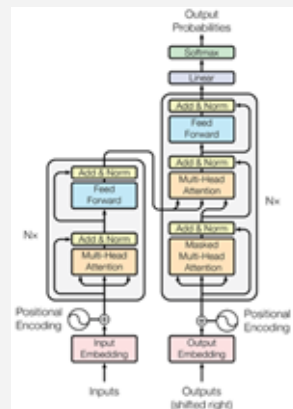 Output
Probabilities
Softmax
Linear
Add & Norm
Feed
Forward
Add & Norm
Multi-Head
Attention
Add & Norm
Masked
Multi-Head
Attention
Nx
Positional
Encoding
Output
Embedding
Outputs
(shifted right)
Add & Norm
Feed
Forward
Nx
Add & Norm
Multi-Head
Attention
Positional
Encoding
Input
Embedding
Inputs